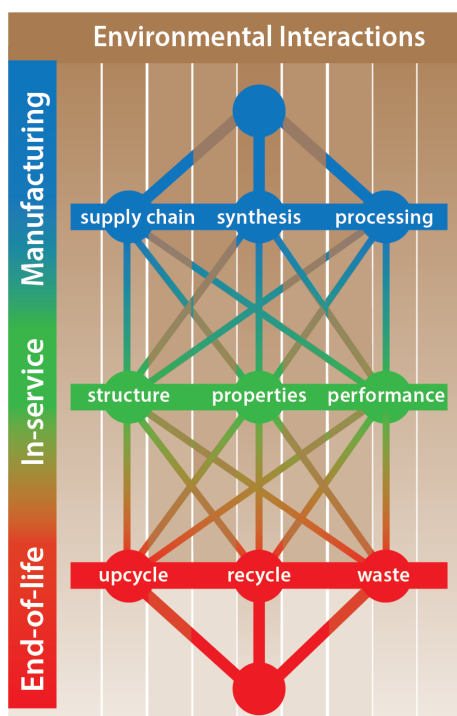 Environmental Interactions
Manufacturing
supply chain synthesis processing
In-service
structure properties performance
End-of-life
upcycle recycle waste